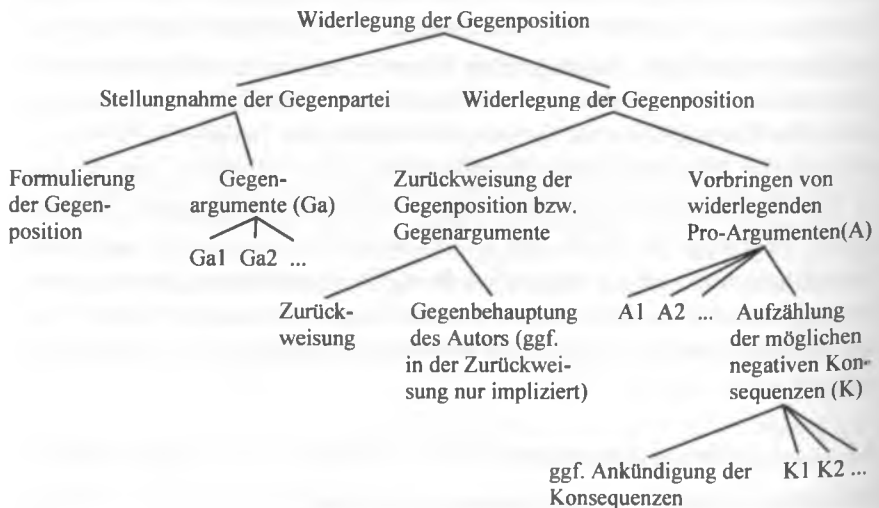 Widerlegung der Gegenposition
Stellungnahme der Gegenpartei
Widerlegung der Gegenposition
Formulierung
der Gegen-
position
Gegen-
argumente (Ga)
Ga1 Ga2 ...
Zurückweisung der
Gegenposition bzw.
Gegenargumente
Vorbringen von
widerlegenden
Pro-Argumenten(A)
Zurück-
weisung
Gegenbehauptung
des Autors (ggf.
in der Zurückwei-
sung nur impliziert)
A1 A2 ...
Aufzählung
der möglichen
negativen Kon-
sequenzen (K)
ggf. Ankündigung der
Konsequenzen
K1 K2 ...